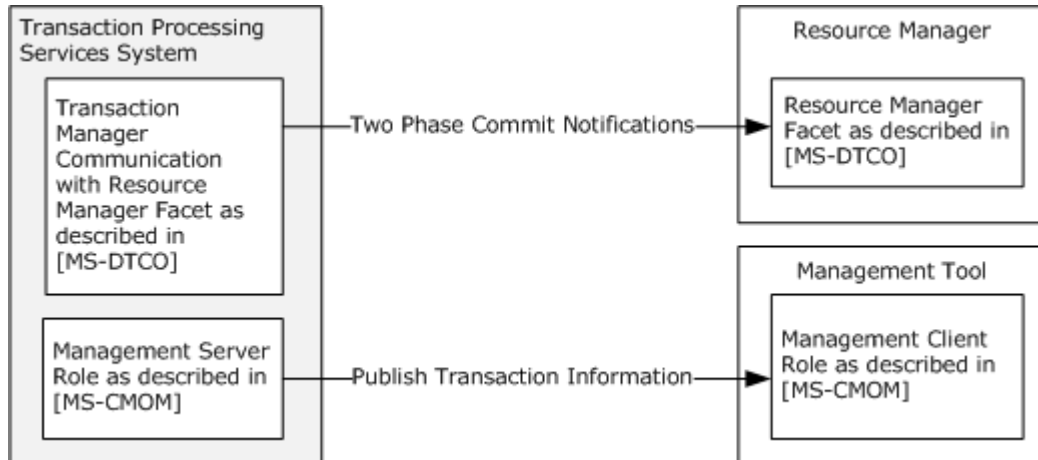 Transaction Processing
Services System
Transaction
Manager
Communication
with Resource
Manager Facet as
described in
[MS-DTCO]
Two Phase Commit Notifications
Resource Manager
Resource Manager
Facet as described in
[MS-DTCO]
Management Server
Role as described in
[MS-CMOM]
Publish Transaction Information
Management Tool
Management Client
Role as described in
[MS-CMOM]